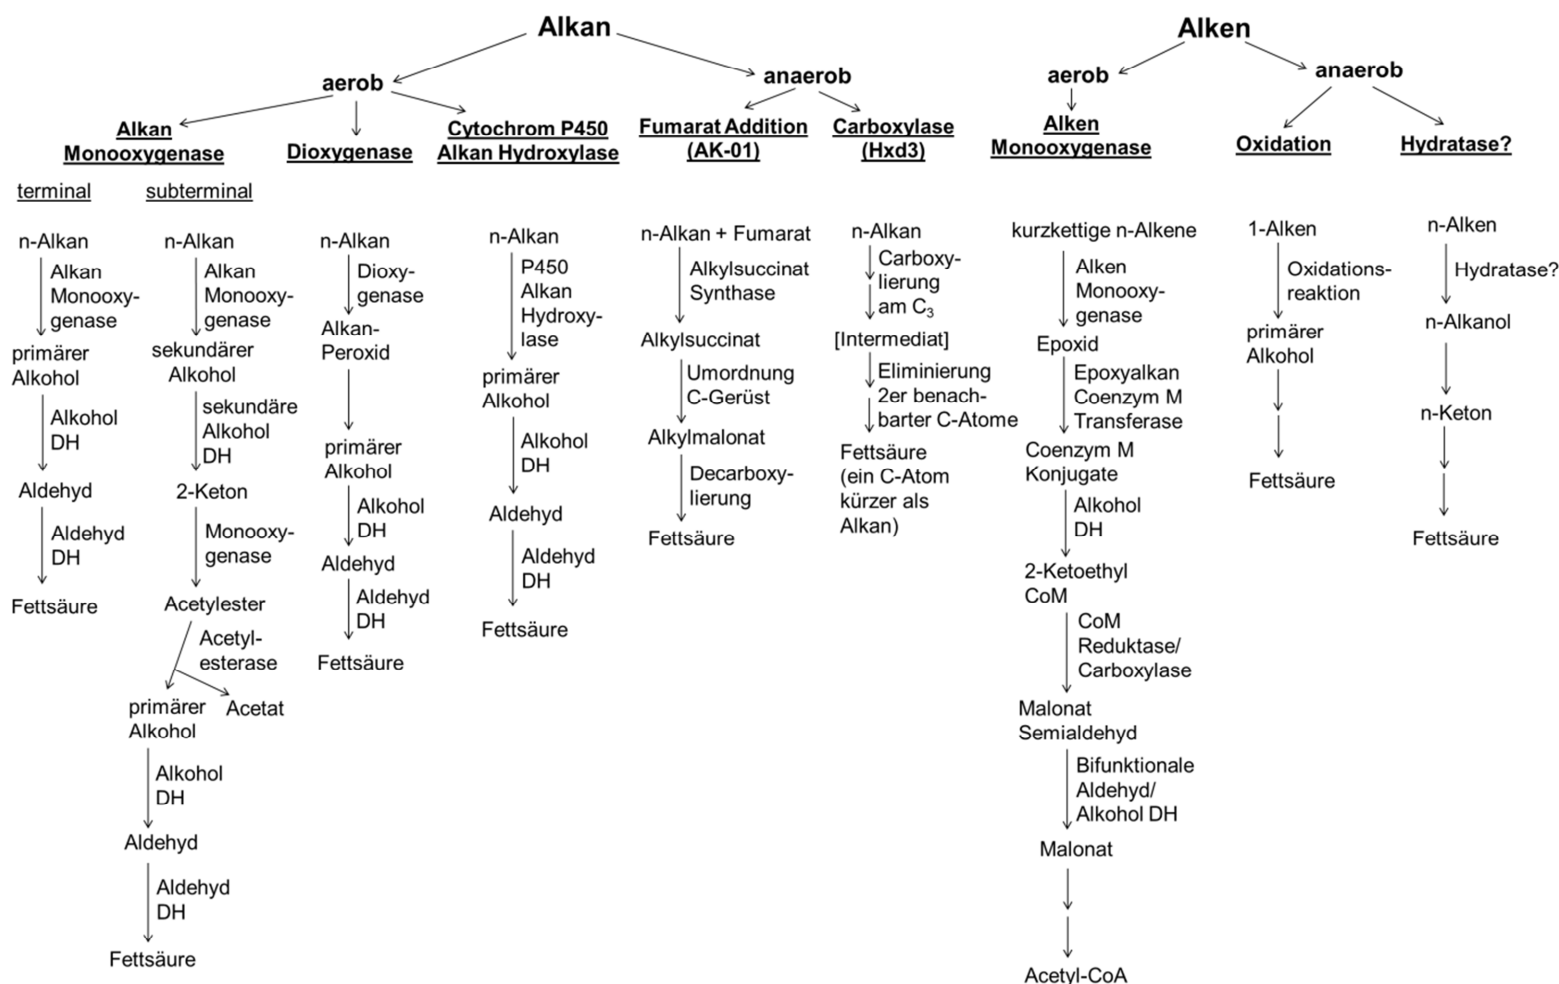 Alkan
Alken
aerob
anaerob
aerob
anaerob
Alkan
Monooxygenase
Dioxygenase
Cytochrom P450
Alkan Hydroxylase
Fumarat Addition
(AK-01)
Carboxylase
(Hxd3)
Alken
Monooxygenase
Oxidation
Hydratase?
terminal
n-Alkan
Alkan
Monooxy-
genase
primärer
Alkohol
Alkohol
DH
Aldehyd
Aldehyd
DH
Fettsäure
subterminal
n-Alkan
Alkan
Monooxy-
genase
sekundärer
Alkohol
sekundäre
Alkohol
DH
2-Keton
Monooxy-
genase
Acetylester
Acetyl-
esterase
primärer
Alkohol
Acetat
Alkohol
DH
Aldehyd
Aldehyd
DH
Fettsäure
n-Alkan
Dioxy-
genase
Alkan-
Peroxid
primärer
Alkohol
Alkohol
DH
Aldehyd
Aldehyd
DH
Fettsäure
n-Alkan
P450
Alkan
Hydroxy-
lase
primärer
Alkohol
Alkohol
DH
Aldehyd
Aldehyd
DH
Fettsäure
n-Alkan + Fumarat
Alkylsuccinat
Synthase
Alkylsuccinat
Umordnung
C-Gerüst
Alkylmalonat
Decarboxy-
lierung
Fettsäure
n-Alkan
Carboxy-
lierung
am C₃
[Intermediat]
Eliminierung
2er benach-
barter C-Atome
Fettsäure
(ein C-Atom
kürzer als
Alkan)
kurzkettige n-Alkene
Alken
Monooxy-
genase
Epoxid
Epoxyalkan
Coenzym M
Transferase
Coenzym M
Konjugate
Alkohol
DH
2-Ketoethyl
CoM
CoM
Reduktase/
Carboxylase
Malonat
Semialdehyd
Bifunktionale
Aldehyd/
Alkohol DH
Malonat
Acetyl-CoA
1-Alken
Oxidations-
reaktion
primärer
Alkohol
Fettsäure
n-Alken
Hydratase?
n-Alkanol
n-Keton
Fettsäure